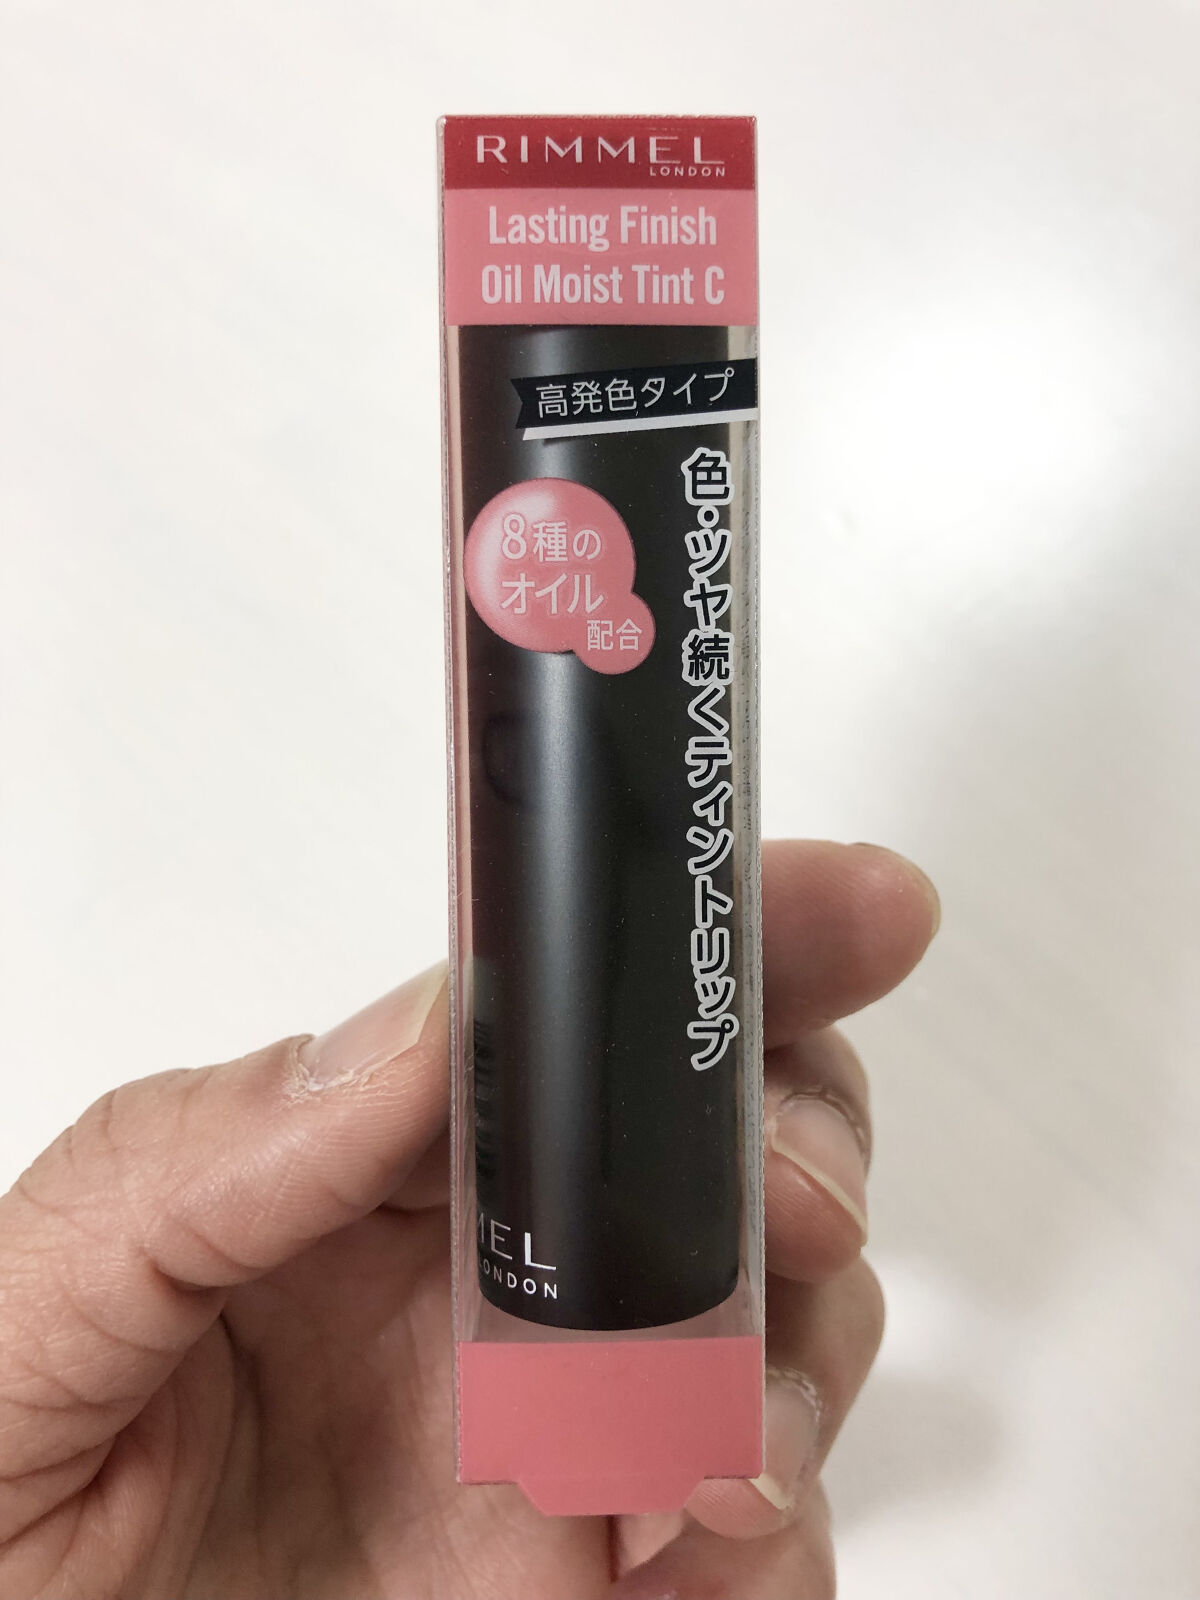 RIMMEL
LONDON
Lasting Finish
Oil Moist Tint C
高発色タイプ
色・ツヤ続くティントリップ
8種の
オイル
配合
MEL
LONDON